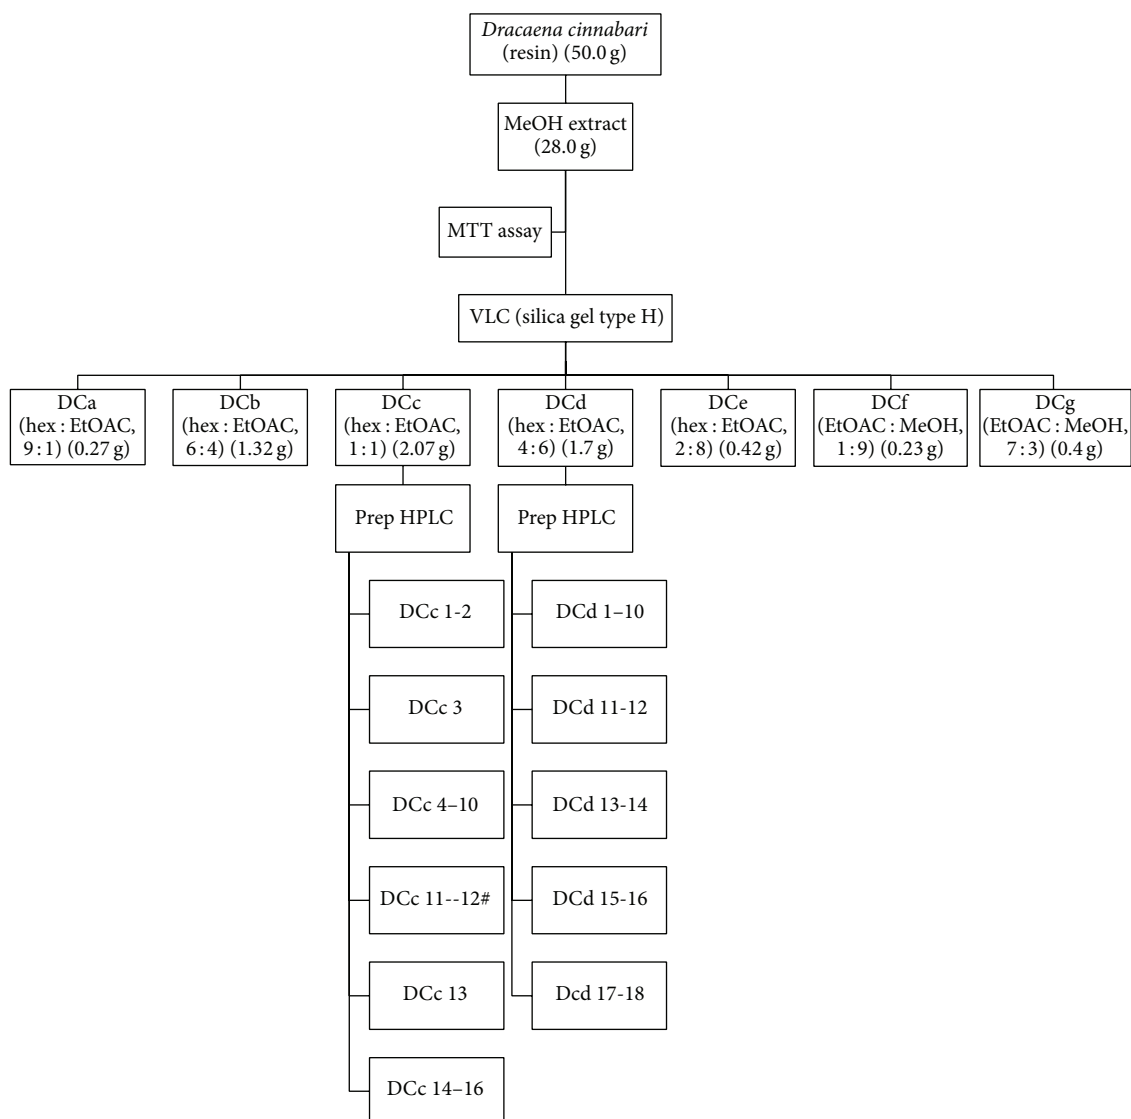 Dracaena cinnabari
(resin) (50.0 g)
MeOH extract
(28.0 g)
MTT assay
VLC (silica gel type H)
DCa
(hex : EtOAC,
9 : 1) (0.27 g)
DCb
(hex : EtOAC,
6 : 4) (1.32 g)
DCc
(hex : EtOAC,
1 : 1) (2.07 g)
DCd
(hex : EtOAC,
4 : 6) (1.7 g)
DCe
(hex : EtOAC,
2 : 8) (0.42 g)
DCf
(EtOAC : MeOH,
1 : 9) (0.23 g)
DCg
(EtOAC : MeOH,
7 : 3) (0.4 g)
Prep HPLC
Prep HPLC
DCc 1-2
DCc 3
DCc 4–10
DCc 11--12#
DCc 13
DCc 14–16
DCd 1–10
DCd 11-12
DCd 13-14
DCd 15-16
Dcd 17-18